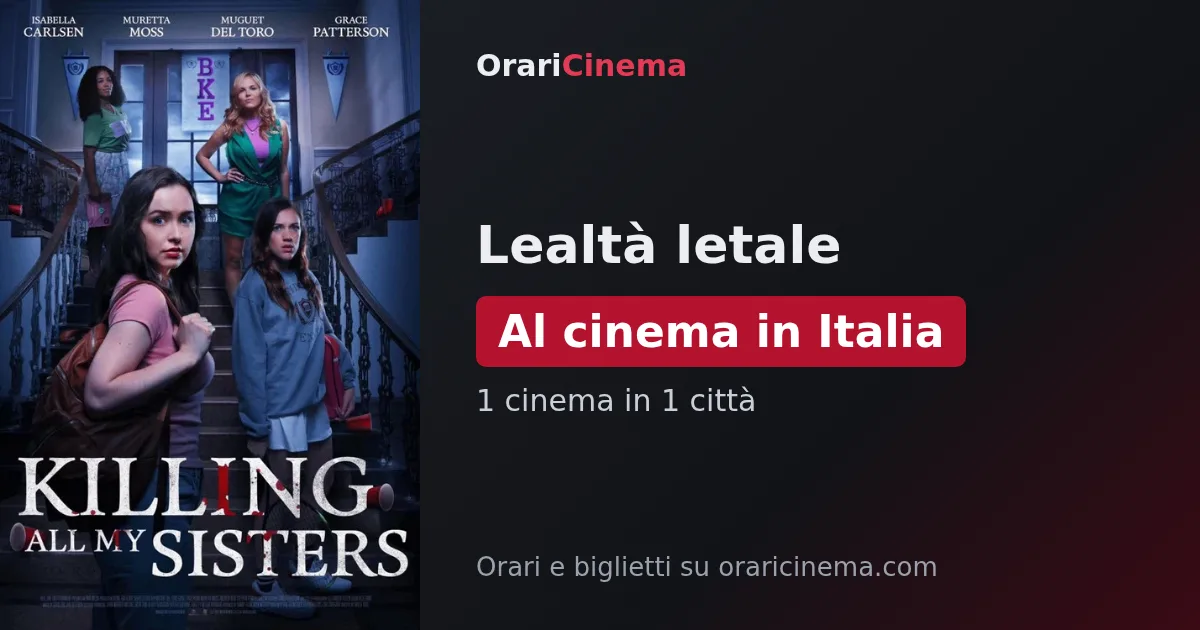 ISABELLA
CARLSEN
MURETTA
MOSS
MUGUET
DEL TORO
GRACE
PATTERSON
BKE
KILLING
ALL MY SISTERS
OrariCinema
Lealtà letale
Al cinema in Italia
1 cinema in 1 città
Orari e biglietti su oraricinema.com